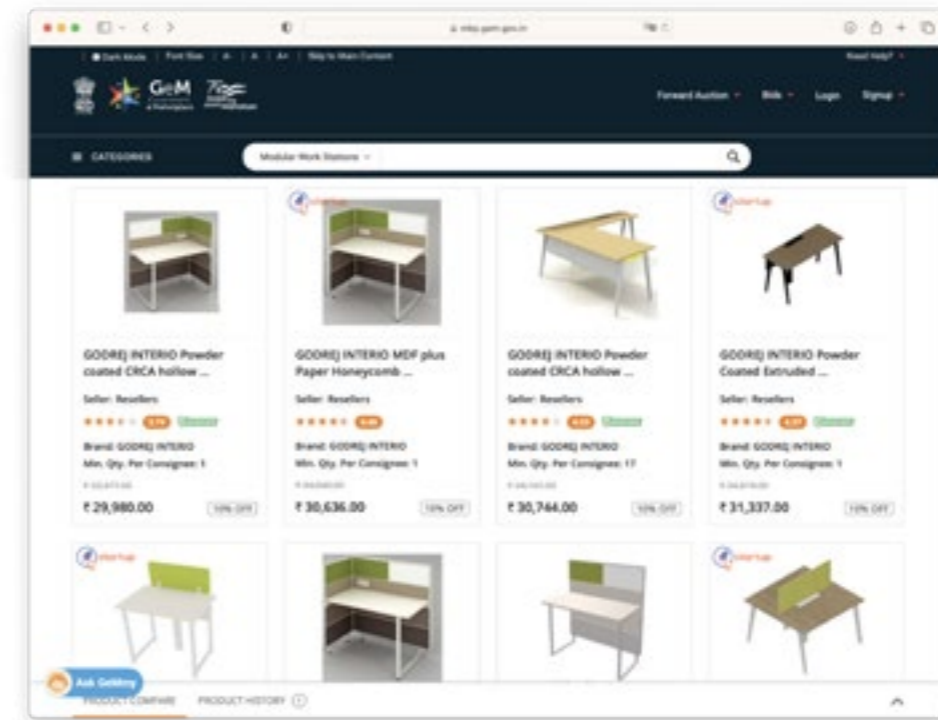 Dark Mode | Font Size | A- | A | A+ | Skip to Main Content
Need Help?
GeM
Forward Auction
Bids
Login
Signup
CATEGORIES
Modular Work Stations
startup
startup
GODREJ INTERIO Powder coated CRCA hollow ...
Seller: Resellers
Brand: GODREJ INTERIO
Min. Qty. Per Consignee: 1
₹ 29,980.00
10% OFF
GODREJ INTERIO MDF plus Paper Honeycomb ...
Seller: Resellers
Brand: GODREJ INTERIO
Min. Qty. Per Consignee: 1
₹ 30,636.00
10% OFF
GODREJ INTERIO Powder coated CRCA hollow ...
Seller: Resellers
Brand: GODREJ INTERIO
Min. Qty. Per Consignee: 17
₹ 30,744.00
10% OFF
GODREJ INTERIO Powder Coated Extruded ...
Seller: Resellers
Brand: GODREJ INTERIO
Min. Qty. Per Consignee: 1
₹ 31,337.00
10% OFF
startup
startup
Ask GeMmy
PRODUCT COMPARE
PRODUCT HISTORY